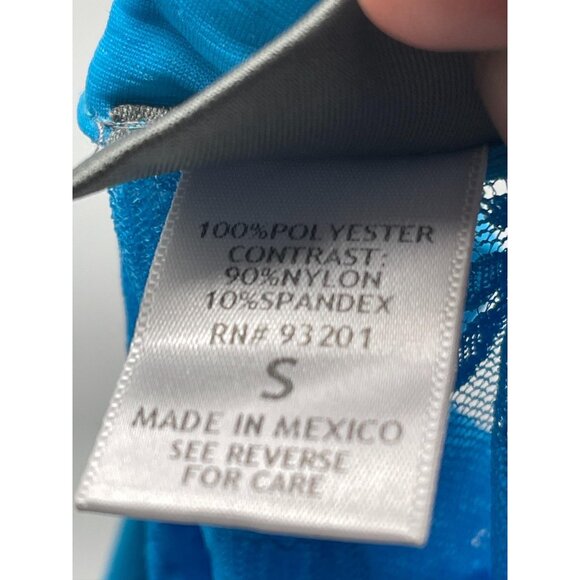 100%POLYESTER
CONTRAST:
90%NYLON
10%SPANDEX
RN# 93201
S
MADE IN MEXICO
SEE REVERSE
FOR CARE